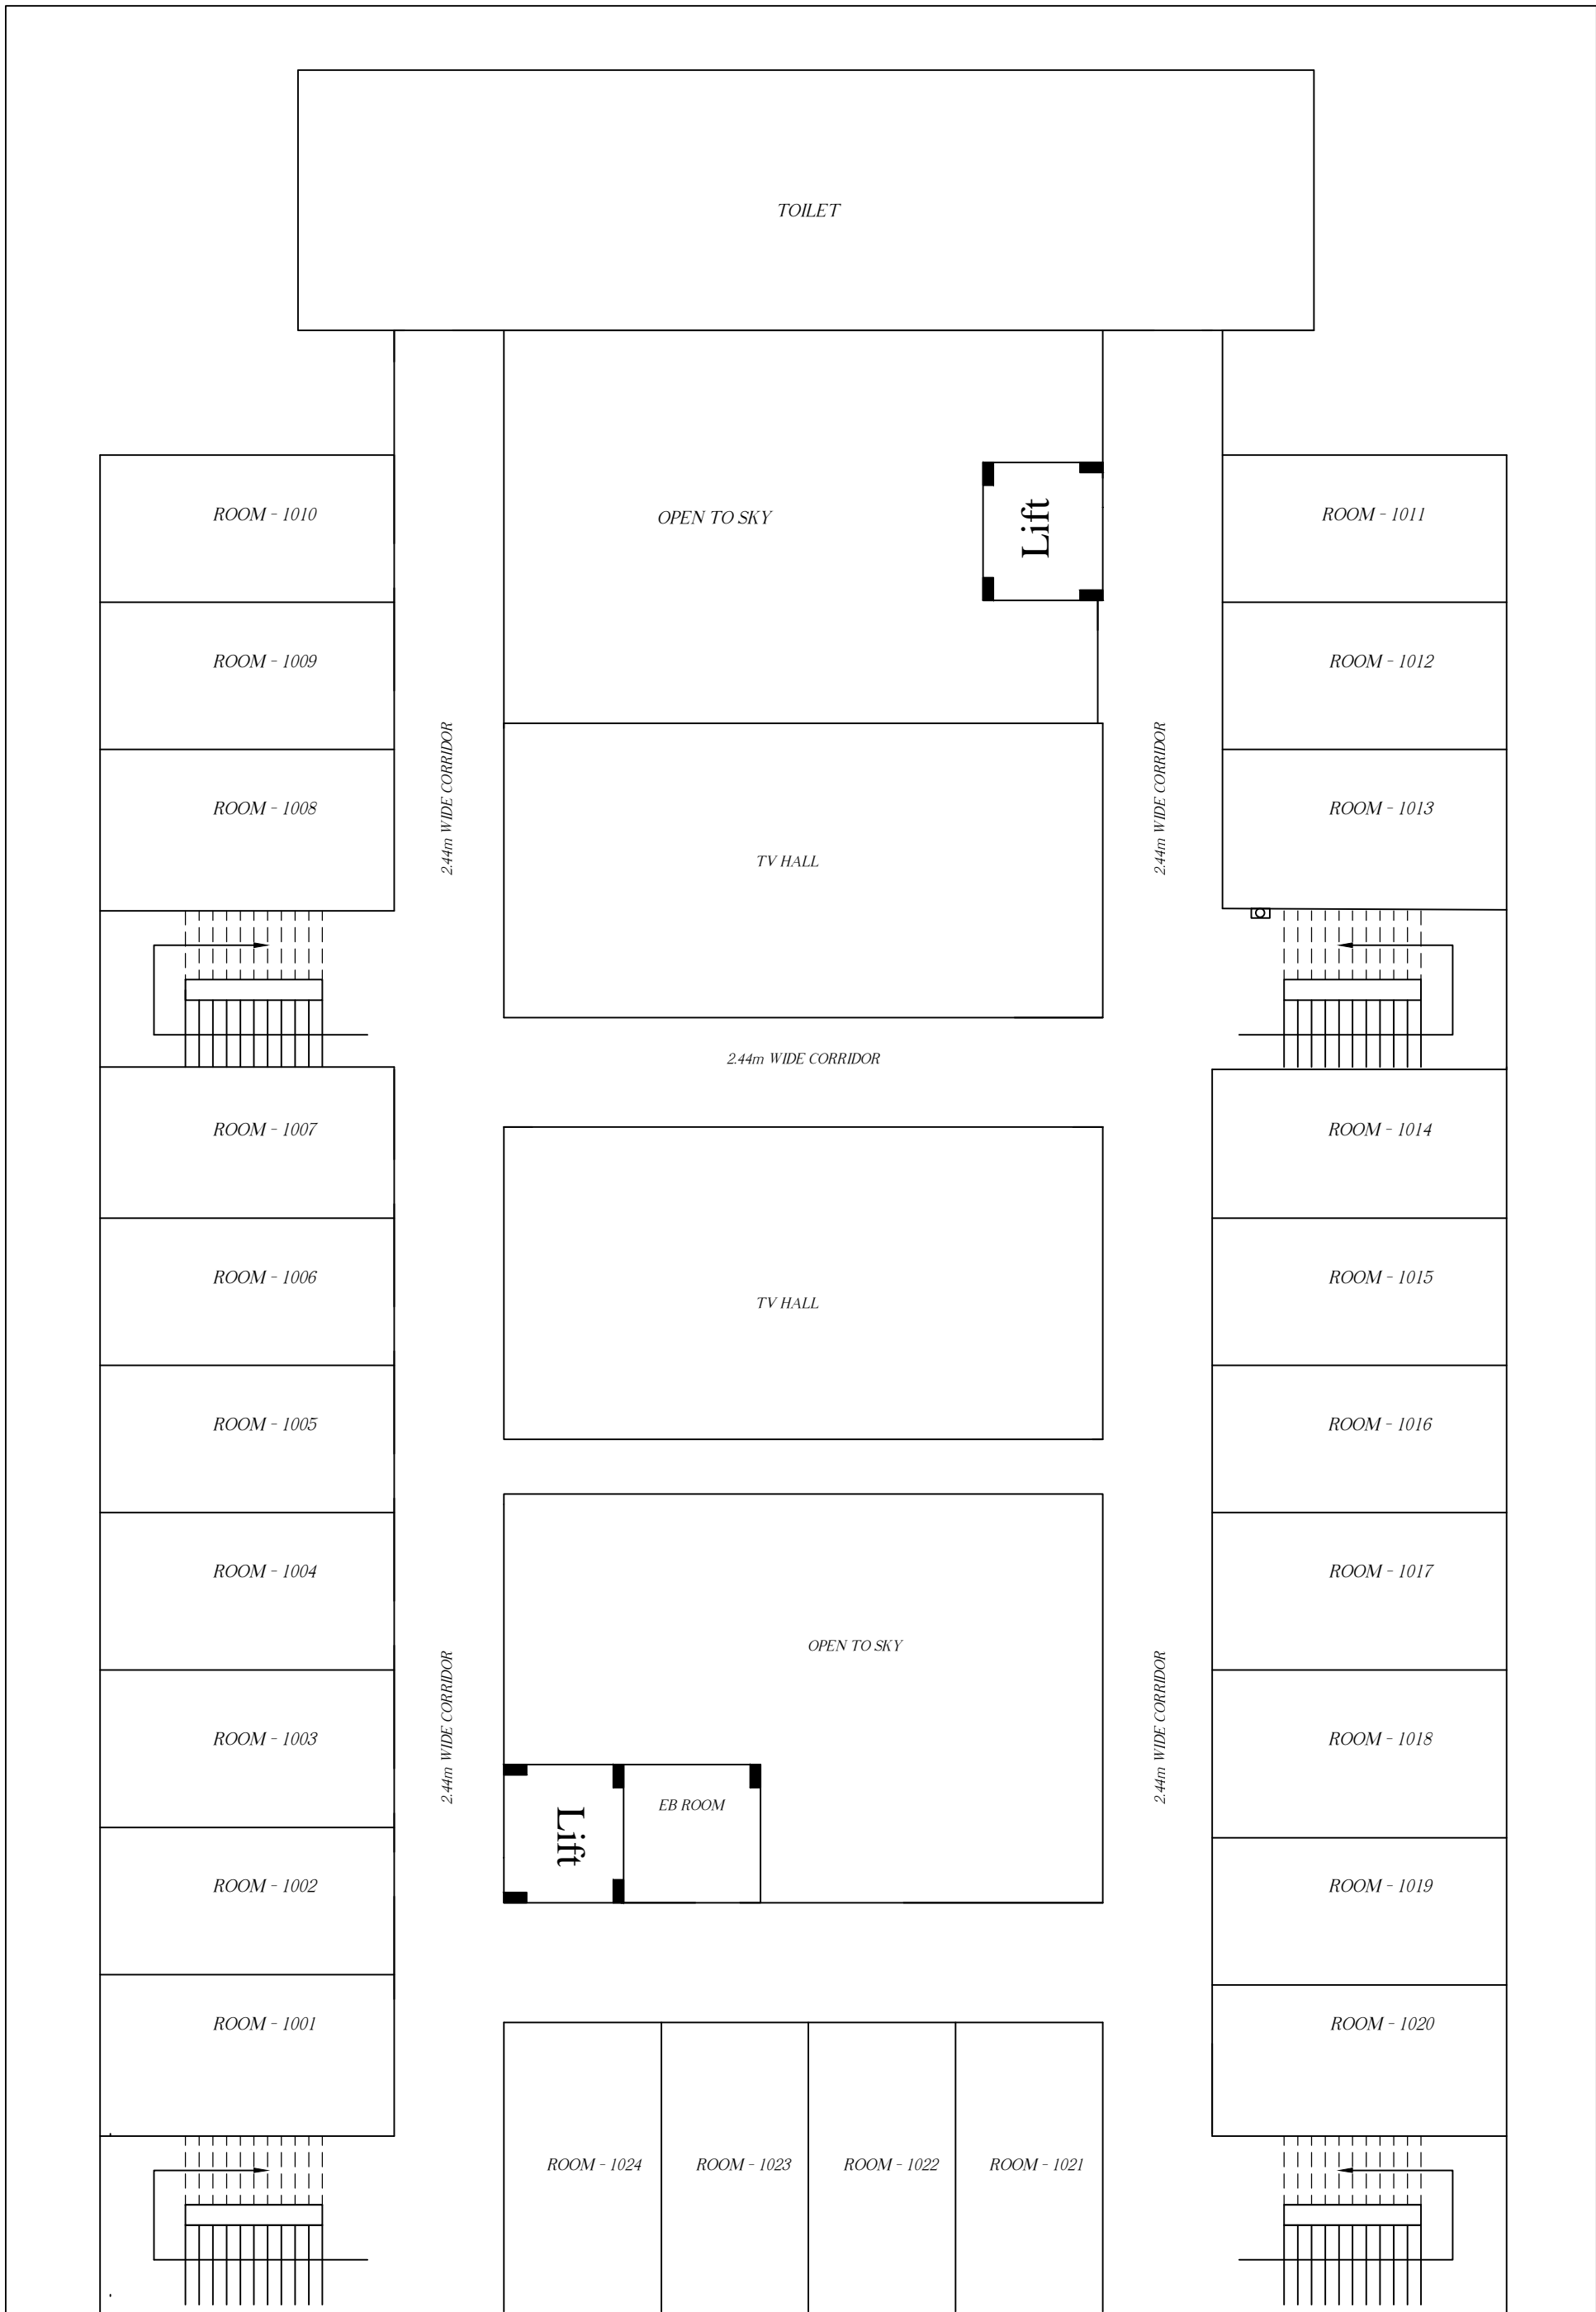 TOILET
ROOM - 1010
OPEN TO SKY
Lift
ROOM - 1011
ROOM - 1009
ROOM - 1012
2.44m WIDE CORRIDOR
2.44m WIDE CORRIDOR
ROOM - 1008
ROOM - 1013
TV HALL
2.44m WIDE CORRIDOR
ROOM - 1007
ROOM - 1014
ROOM - 1006
ROOM - 1015
TV HALL
ROOM - 1005
ROOM - 1016
ROOM - 1004
ROOM - 1017
OPEN TO SKY
2.44m WIDE CORRIDOR
2.44m WIDE CORRIDOR
ROOM - 1003
ROOM - 1018
EB ROOM
Lift
ROOM - 1002
ROOM - 1019
ROOM - 1001
ROOM - 1020
ROOM - 1024
ROOM - 1023
ROOM - 1022
ROOM - 1021